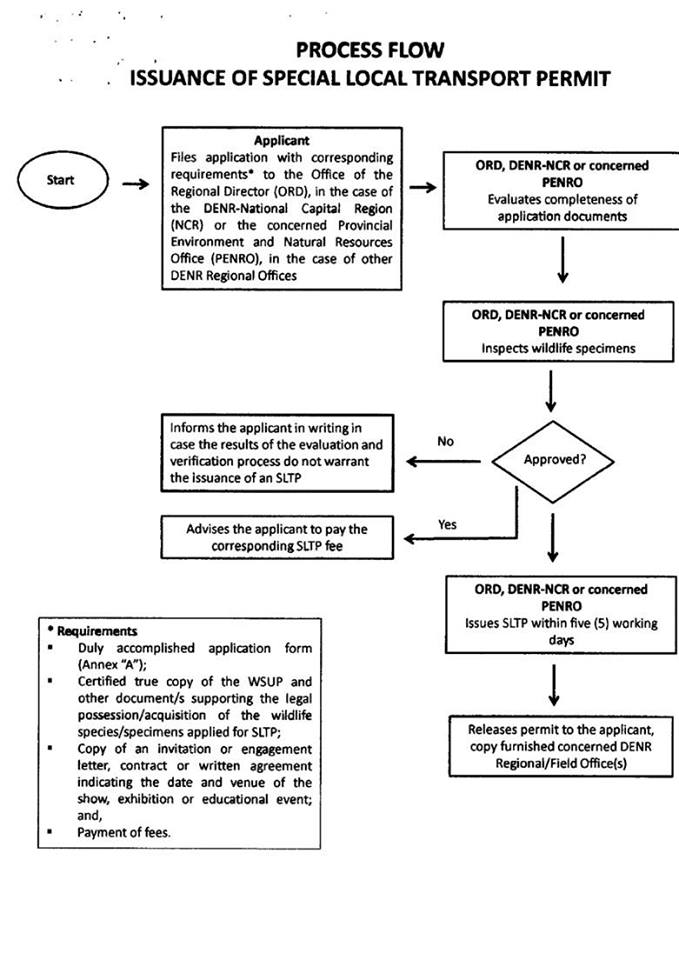 PROCESS FLOW
ISSUANCE OF SPECIAL LOCAL TRANSPORT PERMIT
Start
Applicant
Files application with corresponding
requirements* to the Office of the
Regional Director (ORD), in the case of
the DENR-National Capital Region
(NCR) or the concerned Provincial
Environment and Natural Resources
Office (PENRO), in the case of other
DENR Regional Offices
ORD, DENR-NCR or concerned
PENRO
Evaluates completeness of
application documents
ORD, DENR-NCR or concerned
PENRO
Inspects wildlife specimens
Approved?
No
Informs the applicant in writing in
case the results of the evaluation and
verification process do not warrant
the issuance of an SLTP
Yes
Advises the applicant to pay the
corresponding SLTP fee
ORD, DENR-NCR or concerned
PENRO
Issues SLTP within five (5) working
days
Releases permit to the applicant,
copy furnished concerned DENR
Regional/Field Office(s)
* Requirements
▪ Duly accomplished application form
(Annex "A");
▪ Certified true copy of the WSUP and
other document/s supporting the legal
possession/acquisition of the wildlife
species/specimens applied for SLTP;
▪ Copy of an invitation or engagement
letter, contract or written agreement
indicating the date and venue of the
show, exhibition or educational event;
and,
▪ Payment of fees.